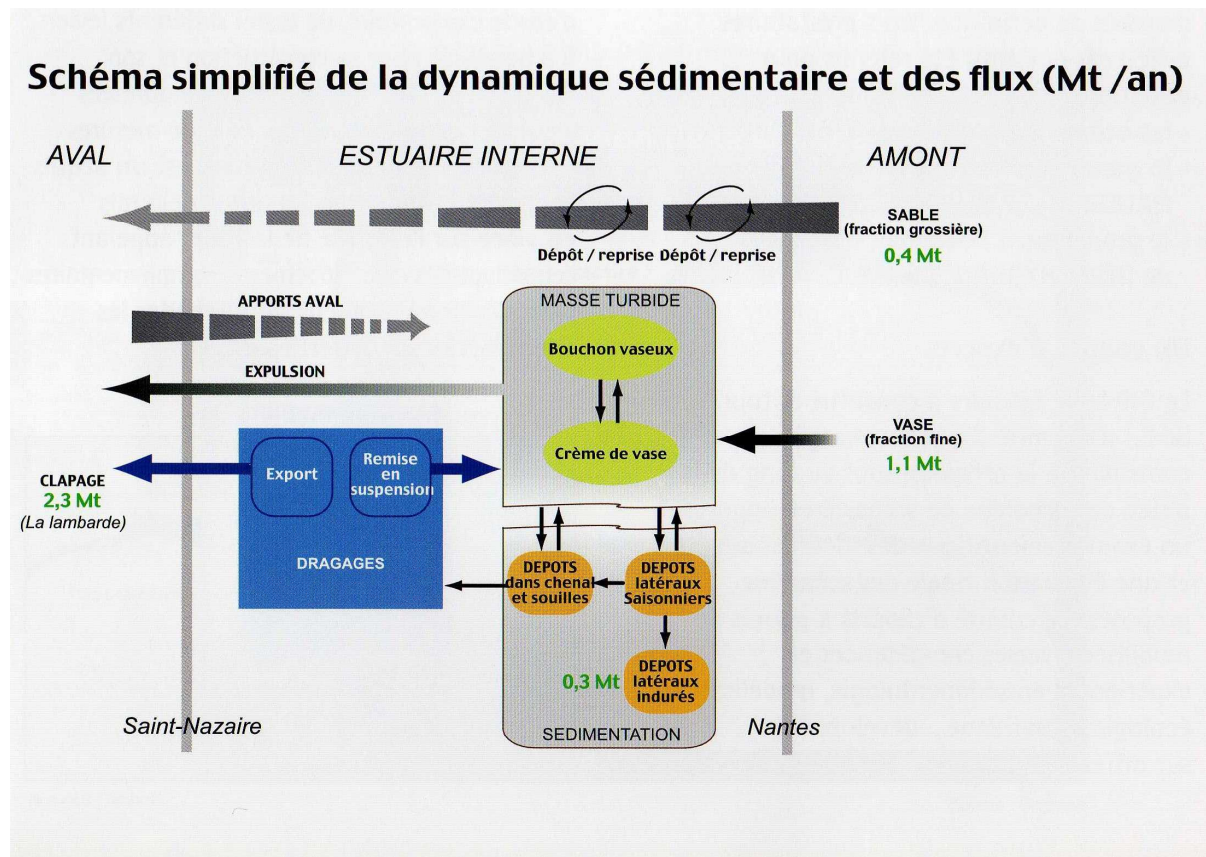 Schéma simplifié de la dynamique sédimentaire et des flux (Mt /an)
AVAL
ESTUAIRE INTERNE
AMONT
SABLE
(fraction grossière)
0,4 Mt
Dépôt / reprise
Dépôt / reprise
APPORTS AVAL
MASSE TURBIDE
Bouchon vaseux
EXPULSION
Crème de vase
VASE
(fraction fine)
1,1 Mt
CLAPAGE
2,3 Mt
(La lambarde)
Export
Remise
en
suspension
DRAGAGES
DEPOTS
dans chenal
et souilles
DEPOTS
latéraux
Saisonniers
0,3 Mt
DEPOTS
latéraux
indurés
SEDIMENTATION
Saint-Nazaire
Nantes